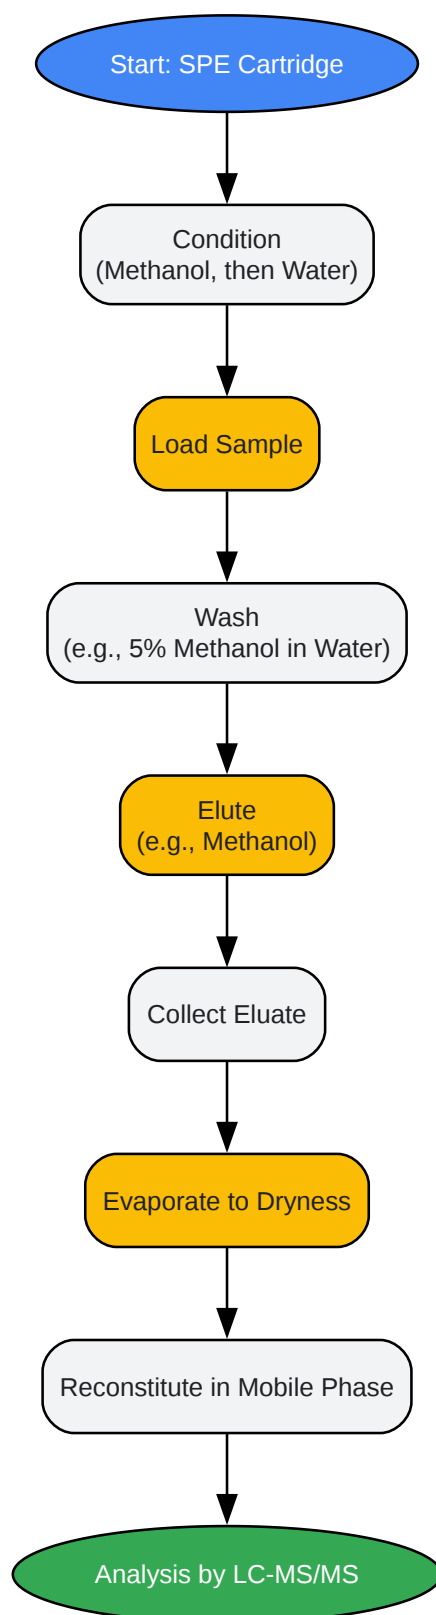 Start: SPE Cartridge
Condition
(Methanol, then Water)
Load Sample
Wash
(e.g., 5% Methanol in Water)
Elute
(e.g., Methanol)
Collect Eluate
Evaporate to Dryness
Reconstitute in Mobile Phase
Analysis by LC-MS/MS